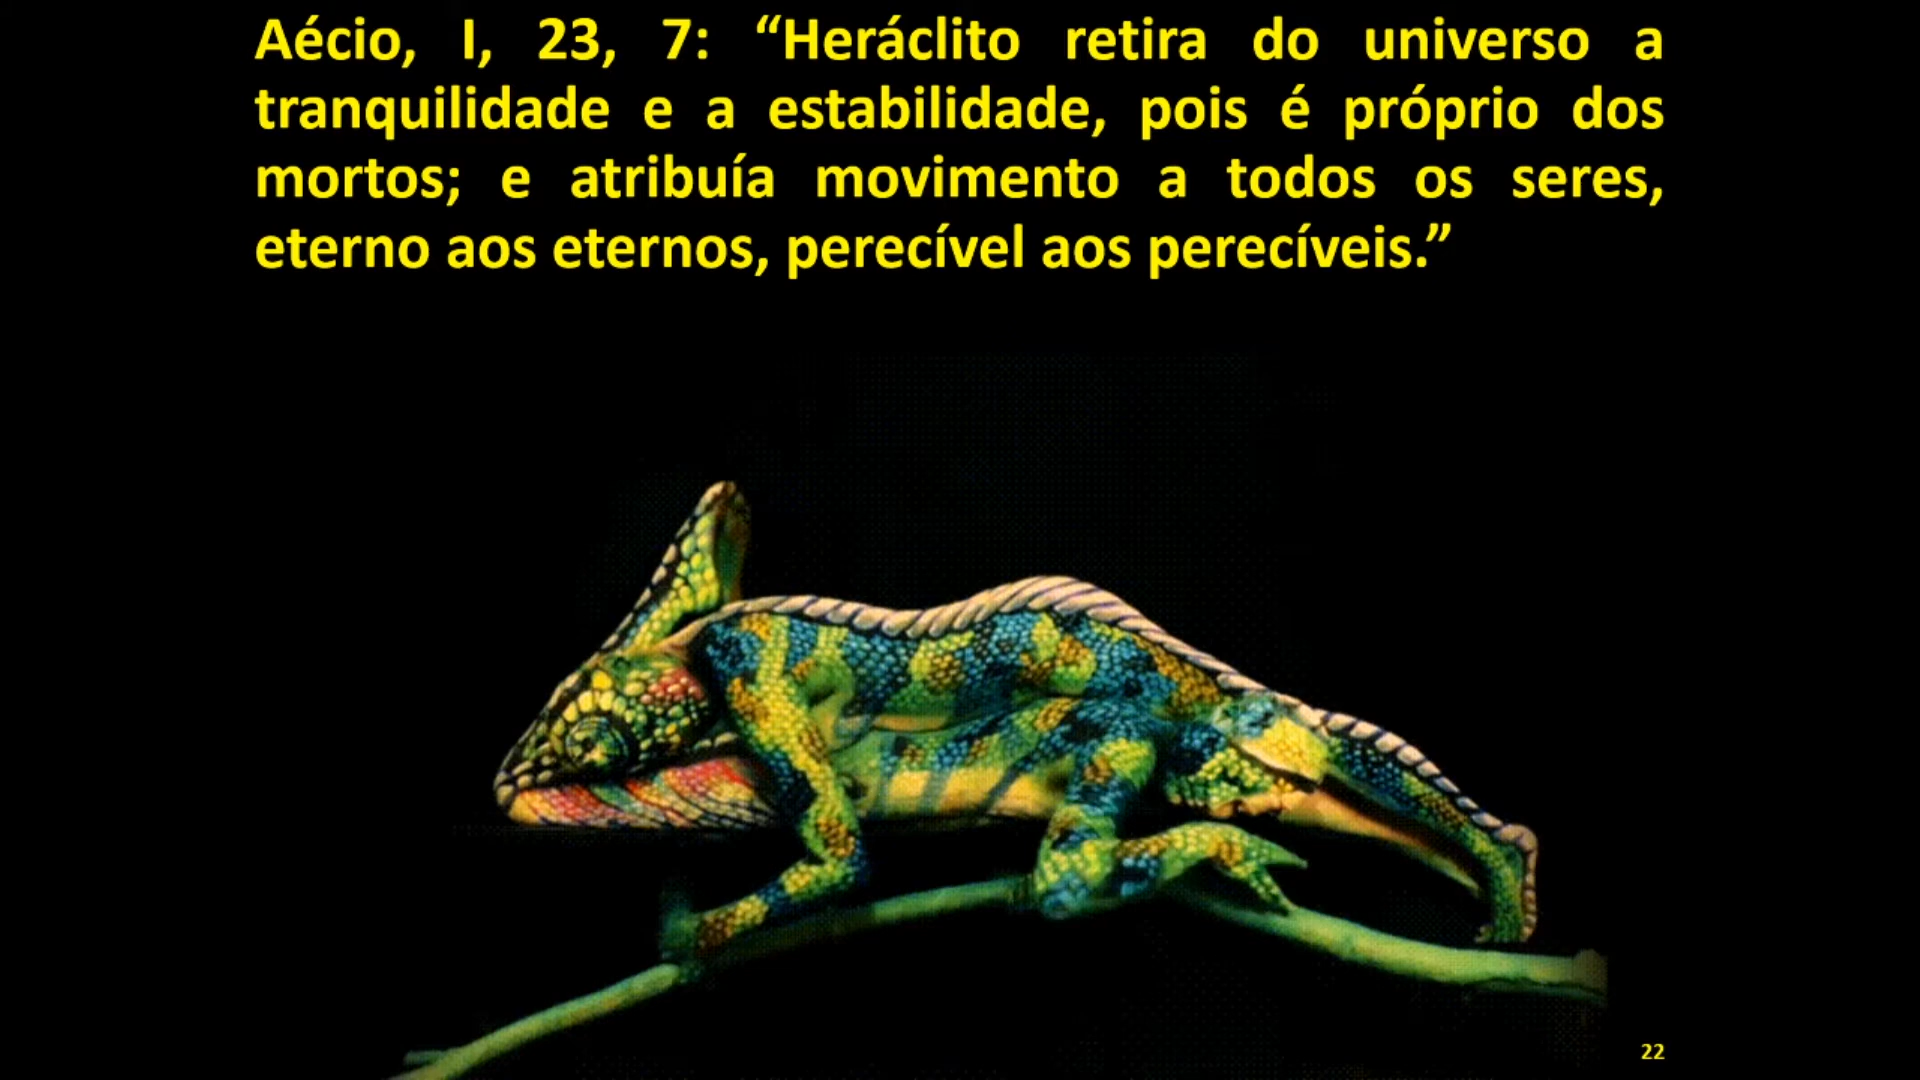 Aécio, I, 23, 7: “Heráclito retira do universo a
tranquilidade e a estabilidade, pois é próprio dos
mortos; e atribuía movimento a todos os seres,
eterno aos eternos, perecível aos perecíveis.”
22